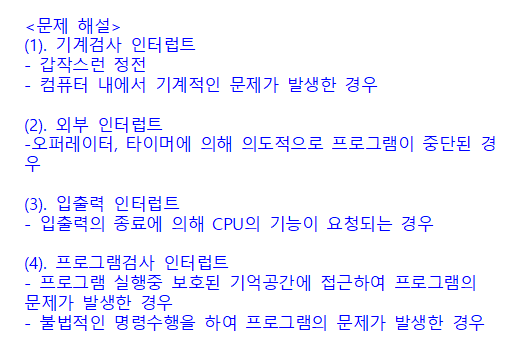 <문제 해설>
(1). 기계검사 인터럽트
- 갑작스런 정전
- 컴퓨터 내에서 기계적인 문제가 발생한 경우
(2). 외부 인터럽트
-오퍼레이터, 타이머에 의해 의도적으로 프로그램이 중단된 경
우
(3). 입출력 인터럽트
- 입출력의 종료에 의해 CPU의 기능이 요청되는 경우
(4). 프로그램검사 인터럽트
- 프로그램 실행중 보호된 기억공간에 접근하여 프로그램의
문제가 발생한 경우
- 불법적인 명령수행을 하여 프로그램의 문제가 발생한 경우